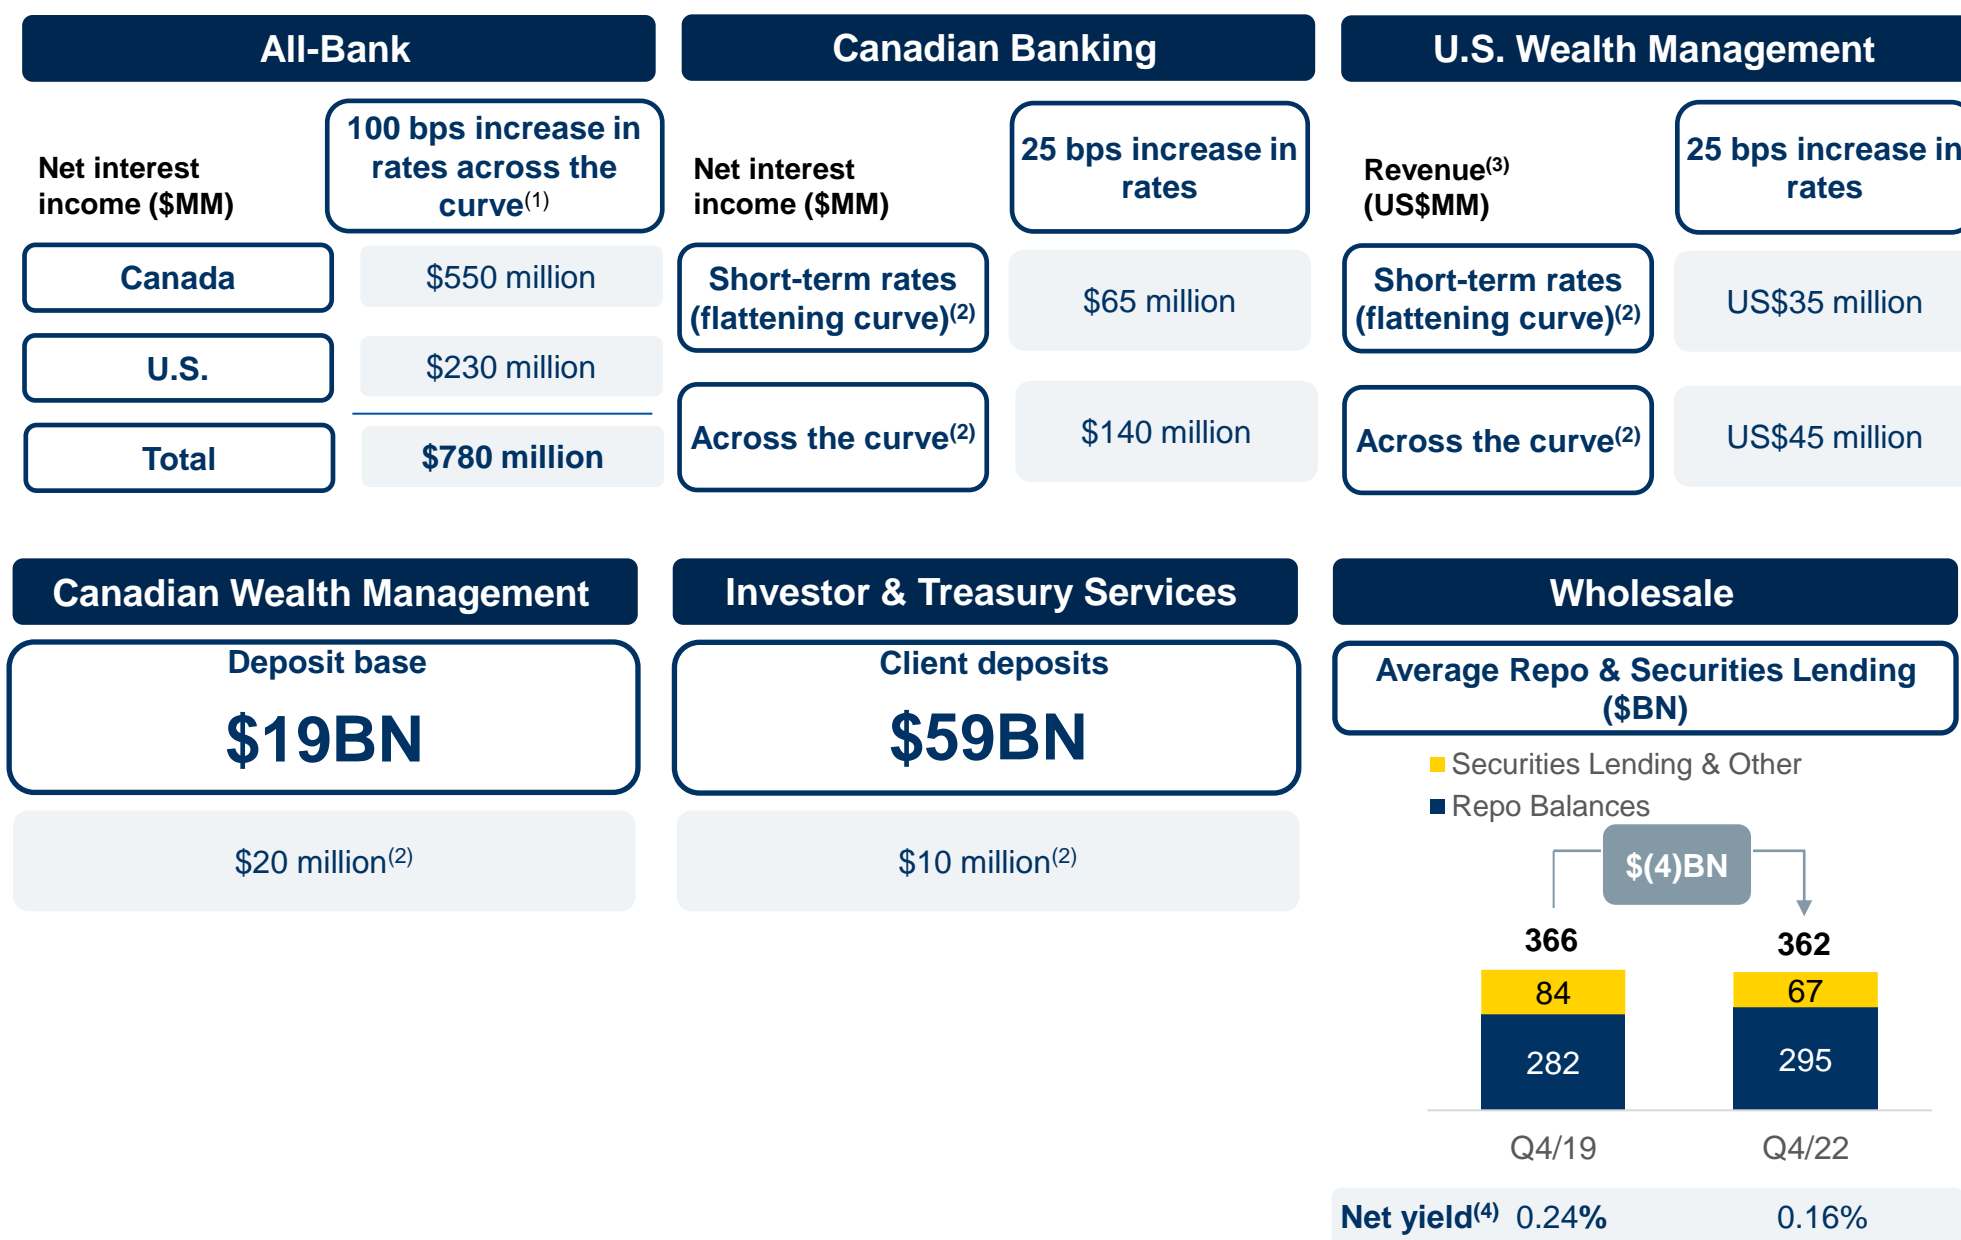 All-Bank
Net interest
income ($MM)
100 bps increase in
rates across the
curve(1)
Canada
$550 million
U.S.
$230 million
Total
$780 million
Canadian Banking
Net interest
income ($MM)
25 bps increase in
rates
Short-term rates
(flattening curve)(2)
$65 million
Across the curve(2)
$140 million
U.S. Wealth Management
Revenue(3)
(US$MM)
25 bps increase in
rates
Short-term rates
(flattening curve)(2)
US$35 million
Across the curve(2)
US$45 million
Canadian Wealth Management
Deposit base
$19BN
$20 million(2)
Investor & Treasury Services
Client deposits
$59BN
$10 million(2)
Wholesale
Average Repo & Securities Lending
($BN)
Securities Lending & Other
Repo Balances
$(4)BN
366 362
84 67
282 295
Q4/19 Q4/22
Net yield(4) 0.24% 0.16%